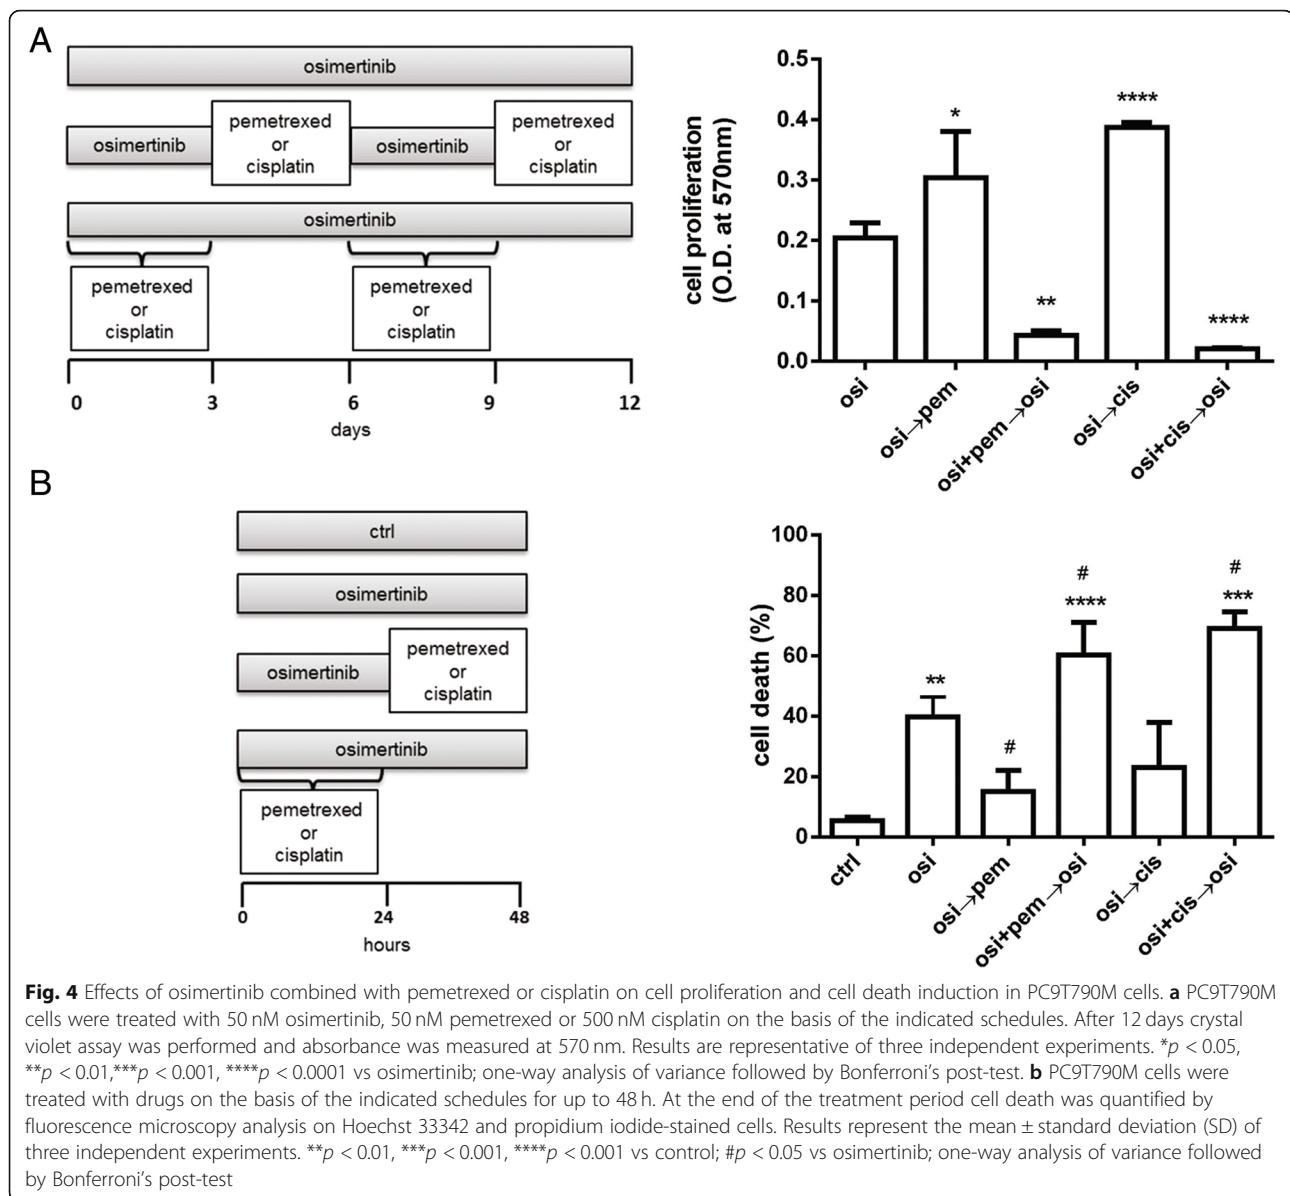 A
osimertinib
osimertinib
pemetrexed
or
cisplatin
osimertinib
pemetrexed
or
cisplatin
osimertinib
pemetrexed
or
cisplatin
pemetrexed
or
cisplatin
0 3 6 9 12
days
cell proliferation
(O.D. at 570nm)
0.5
0.4
0.3
0.2
0.1
0.0
*
**
****
****
osi
osi→pem
osi+pem→osi
osi→cis
osi+cis→osi
B
ctrl
osimertinib
osimertinib
pemetrexed
or
cisplatin
osimertinib
pemetrexed
or
cisplatin
0 24 48
hours
cell death (%)
100
80
60
40
20
0
**
#
#
****
#
***
ctrl
osi
osi→pem
osi+pem→osi
osi→cis
osi+cis→osi
Fig. 4 Effects of osimertinib combined with pemetrexed or cisplatin on cell proliferation and cell death induction in PC9T790M cells. a PC9T790M
cells were treated with 50 nM osimertinib, 50 nM pemetrexed or 500 nM cisplatin on the basis of the indicated schedules. After 12 days crystal
violet assay was performed and absorbance was measured at 570 nm. Results are representative of three independent experiments. *p < 0.05,
**p < 0.01,***p < 0.001, ****p < 0.0001 vs osimertinib; one-way analysis of variance followed by Bonferroni's post-test. b PC9T790M cells were
treated with drugs on the basis of the indicated schedules for up to 48 h. At the end of the treatment period cell death was quantified by
fluorescence microscopy analysis on Hoechst 33342 and propidium iodide-stained cells. Results represent the mean ± standard deviation (SD) of
three independent experiments. **p < 0.01, ***p < 0.001, ****p < 0.001 vs control; #p < 0.05 vs osimertinib; one-way analysis of variance followed
by Bonferroni's post-test